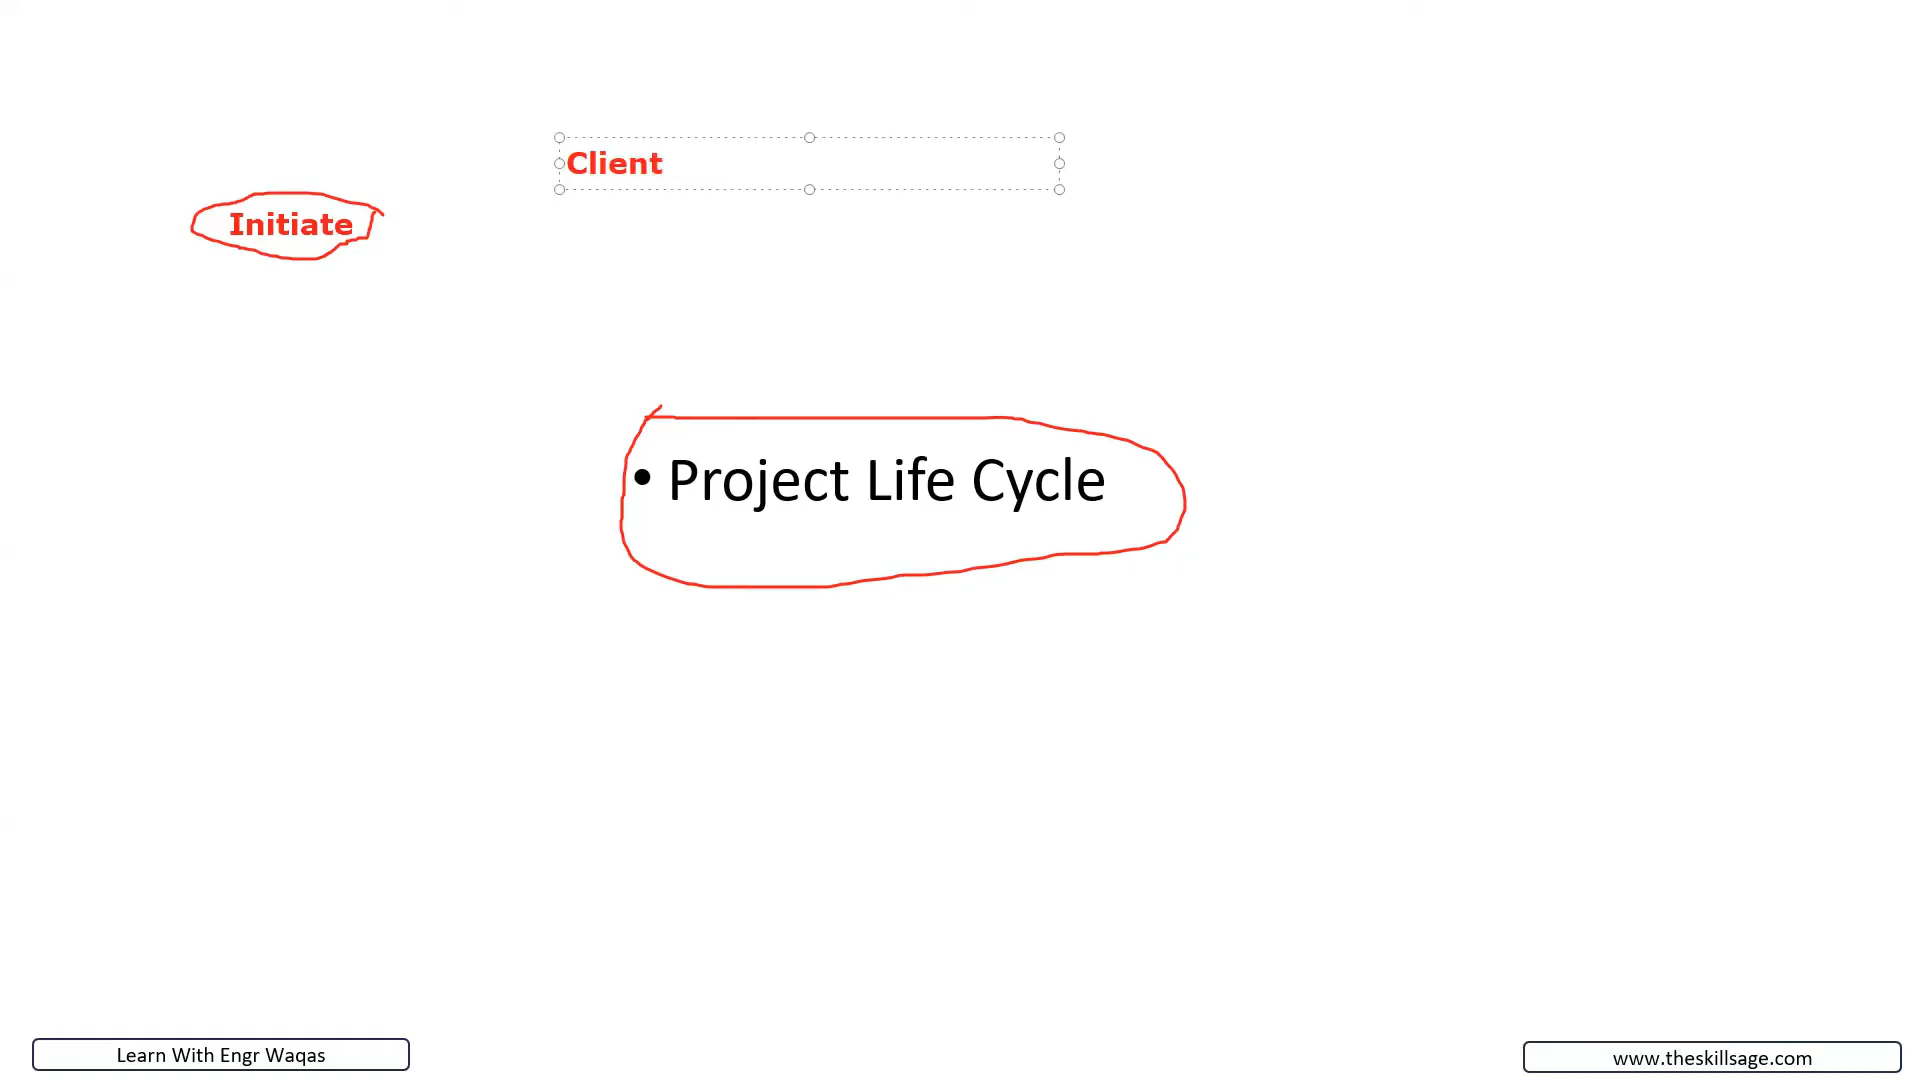 Client
Initiate
• Project Life Cycle
Learn With Engr Waqas
www.theskillsage.com